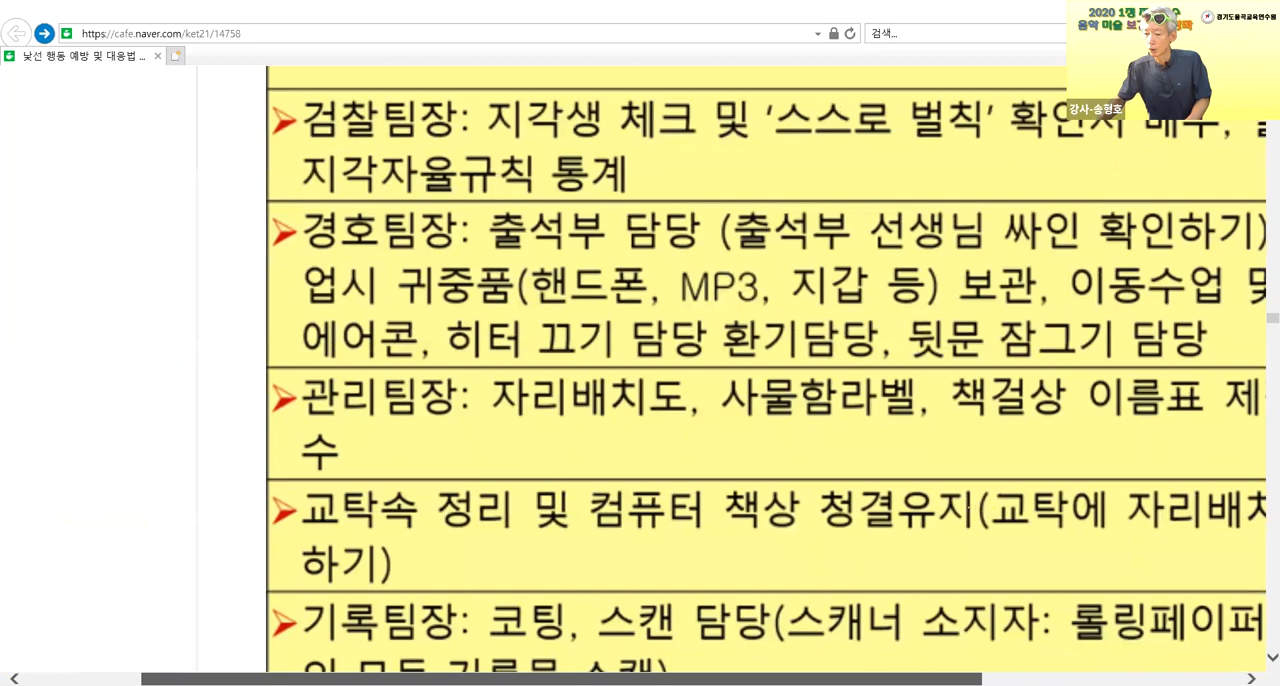 https://cafe.naver.com/ket21/14758
검색...
낯선 행동 예방 및 대응법 ...
2020 1정
음악 미술
경기도율곡교육연수원
강사-송형호
➢검찰팀장: 지각생 체크 및 '스스로 벌칙' 확인서 배부,
지각자율규칙 통계
➢경호팀장: 출석부 담당 (출석부 선생님 싸인 확인하기)
업시 귀중품(핸드폰, MP3, 지갑 등) 보관, 이동수업 및
에어콘, 히터 끄기 담당 환기담당, 뒷문 잠그기 담당
➢관리팀장: 자리배치도, 사물함라벨, 책걸상 이름표 제
수
➢교탁속 정리 및 컴퓨터 책상 청결유지(교탁에 자리배치
하기)
➢기록팀장: 코팅, 스캔 담당(스캐너 소지자: 롤링페이퍼